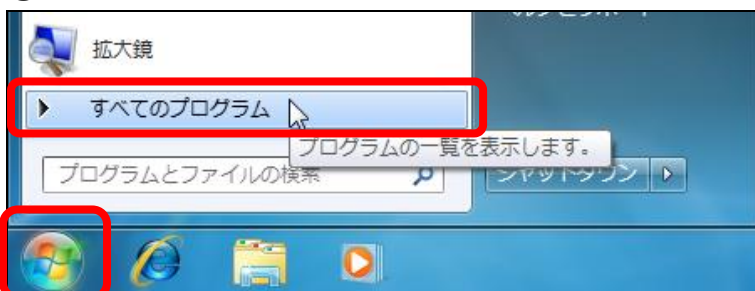 拡大鏡
すべてのプログラム
プログラムの一覧を表示します。
プログラムとファイルの検索
シャットダウン